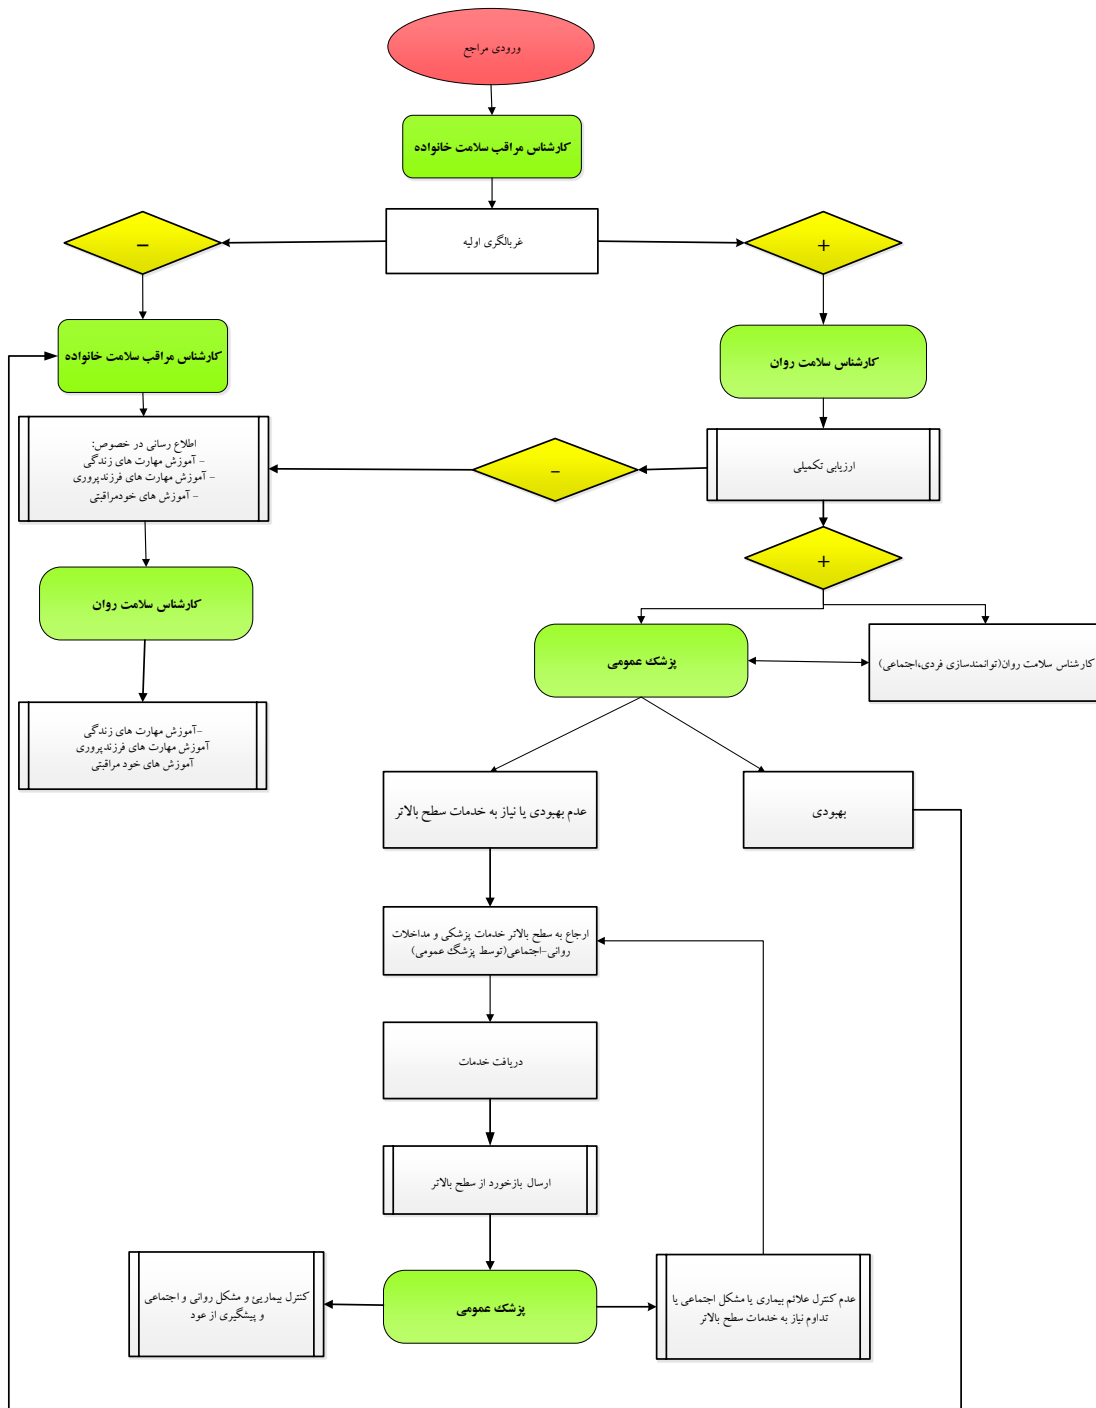 ورودی مراجع
کارشناس مراقب سلامت خانواده
غربالگری اولیه
+
–
کارشناس سلامت روان
کارشناس مراقب سلامت خانواده
ارزیابی تکمیلی
–
اطلاع رسانی در خصوص:
– آموزش مهارت های زندگی
– آموزش مهارت های فرزندپروری
– آموزش های خودمراقبتی
+
کارشناس سلامت روان
پزشک عمومی
کارشناس سلامت روان(توانمندسازی فردی،اجتماعی)
–آموزش مهارت های زندگی
آموزش مهارت های فرزندپروری
آموزش های خود مراقبتی
بهبودی
عدم بهبودی یا نیاز به خدمات سطح بالاتر
ارجاع به سطح بالاتر خدمات پزشکی و مداخلات
روانی-اجتماعی(توسط پزشگ عمومی)
دریافت خدمات
ارسال بازخورد از سطح بالاتر
پزشک عمومی
عدم کنترل علائم بیماری یا مشکل اجتماعی یا
تداوم نیاز به خدمات سطح بالاتر
کنترل بیماریئ و مشکل روانی و اجتماعی
و پیشگیری از عود